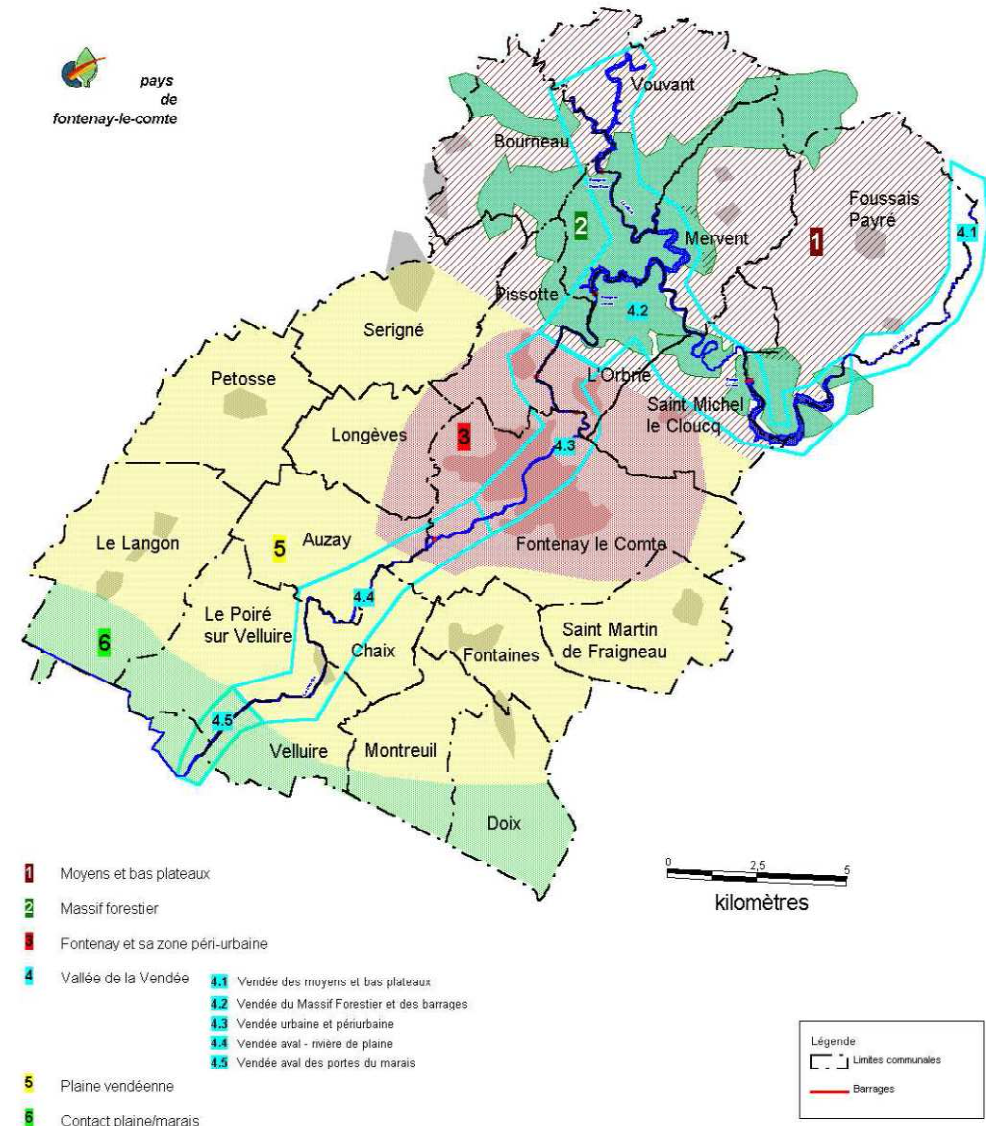 pays
de
fontenay-le-comte
Vouvant
Bourneau
Foussais
Payré
4.1
2
Mervent
1
Pissotte
4.2
Serigné
Petosse
L'Orbrie
Saint Michel
le Cloucq
Longèves
3
4.3
Le Langon
5
Auzay
Fontenay le Comte
4.4
Le Poiré
sur Velluire
6
Chaix
Fontaines
Saint Martin
de Fraigneau
4.5
Velluire
Montreuil
Doix
0 2,5 5
kilomètres
1 Moyens et bas plateaux
2 Massif forestier
3 Fontenay et sa zone péri-urbaine
4 Vallée de la Vendée
4.1 Vendée des moyens et bas plateaux
4.2 Vendée du Massif Forestier et des barrages
4.3 Vendée urbaine et périurbaine
4.4 Vendée aval - rivière de plaine
4.5 Vendée aval des portes du marais
5 Plaine vendéenne
6 Contact plaine/marais
Légende
Limites communales
Barrages